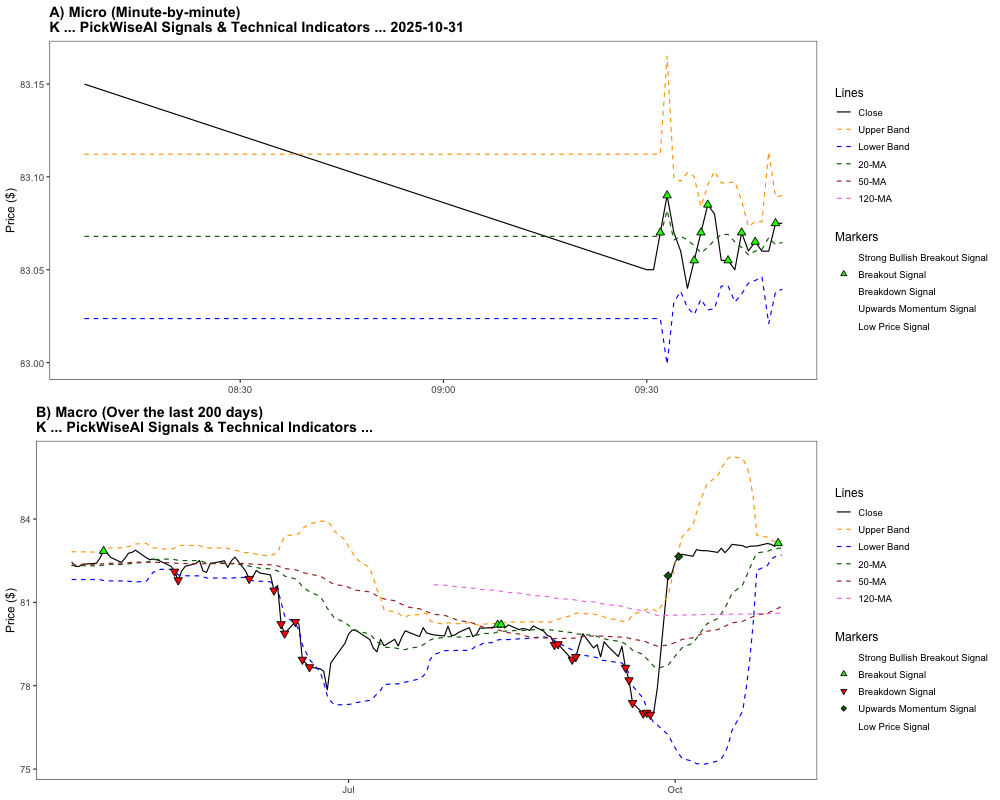 A) Micro (Minute-by-minute)
K ... PickWiseAI Signals & Technical Indicators ... 2025-10-31
Price ($)
83.15
83.10
83.05
83.00
08:30
09:00
09:30
Lines
Close
Upper Band
Lower Band
20-MA
50-MA
120-MA
Markers
Strong Bullish Breakout Signal
Breakout Signal
Breakdown Signal
Upwards Momentum Signal
Low Price Signal
B) Macro (Over the last 200 days)
K ... PickWiseAI Signals & Technical Indicators ...
Price ($)
84
81
78
75
Jul
Oct
Lines
Close
Upper Band
Lower Band
20-MA
50-MA
120-MA
Markers
Strong Bullish Breakout Signal
Breakout Signal
Breakdown Signal
Upwards Momentum Signal
Low Price Signal